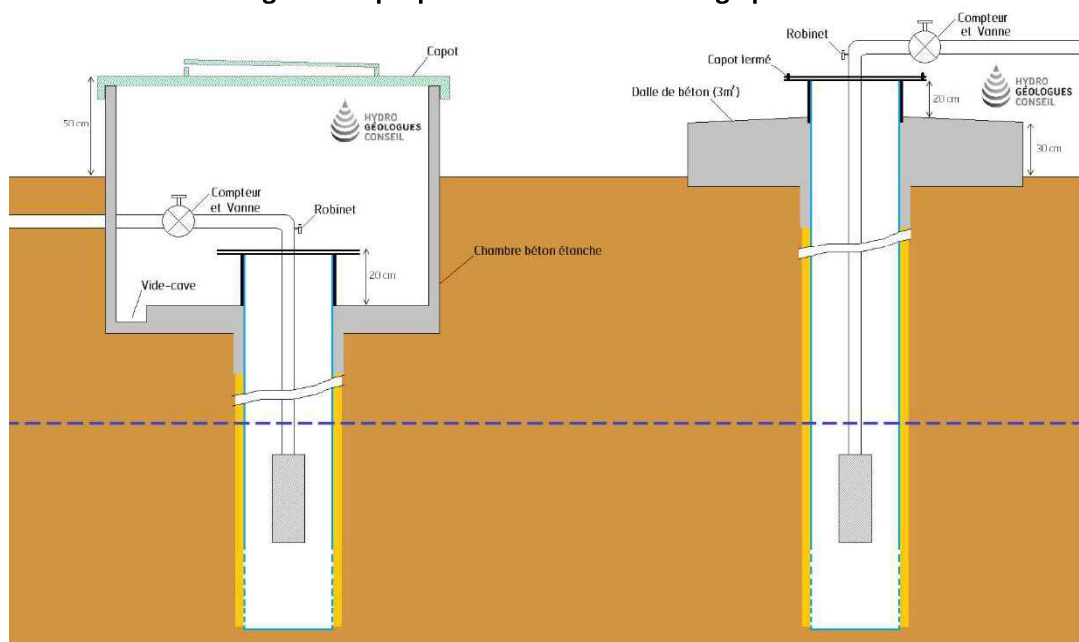 Capot
50 cm
HYDRO
GÉOLOGUES
CONSEIL
Compteur
et Vanne
Robinet
20 cm
Vide-cave
Chambre béton étanche
Compteur
et Vanne
Robinet
Capot fermé
Dalle de béton (3m²)
20 cm
HYDRO
GÉOLOGUES
CONSEIL
30 cm